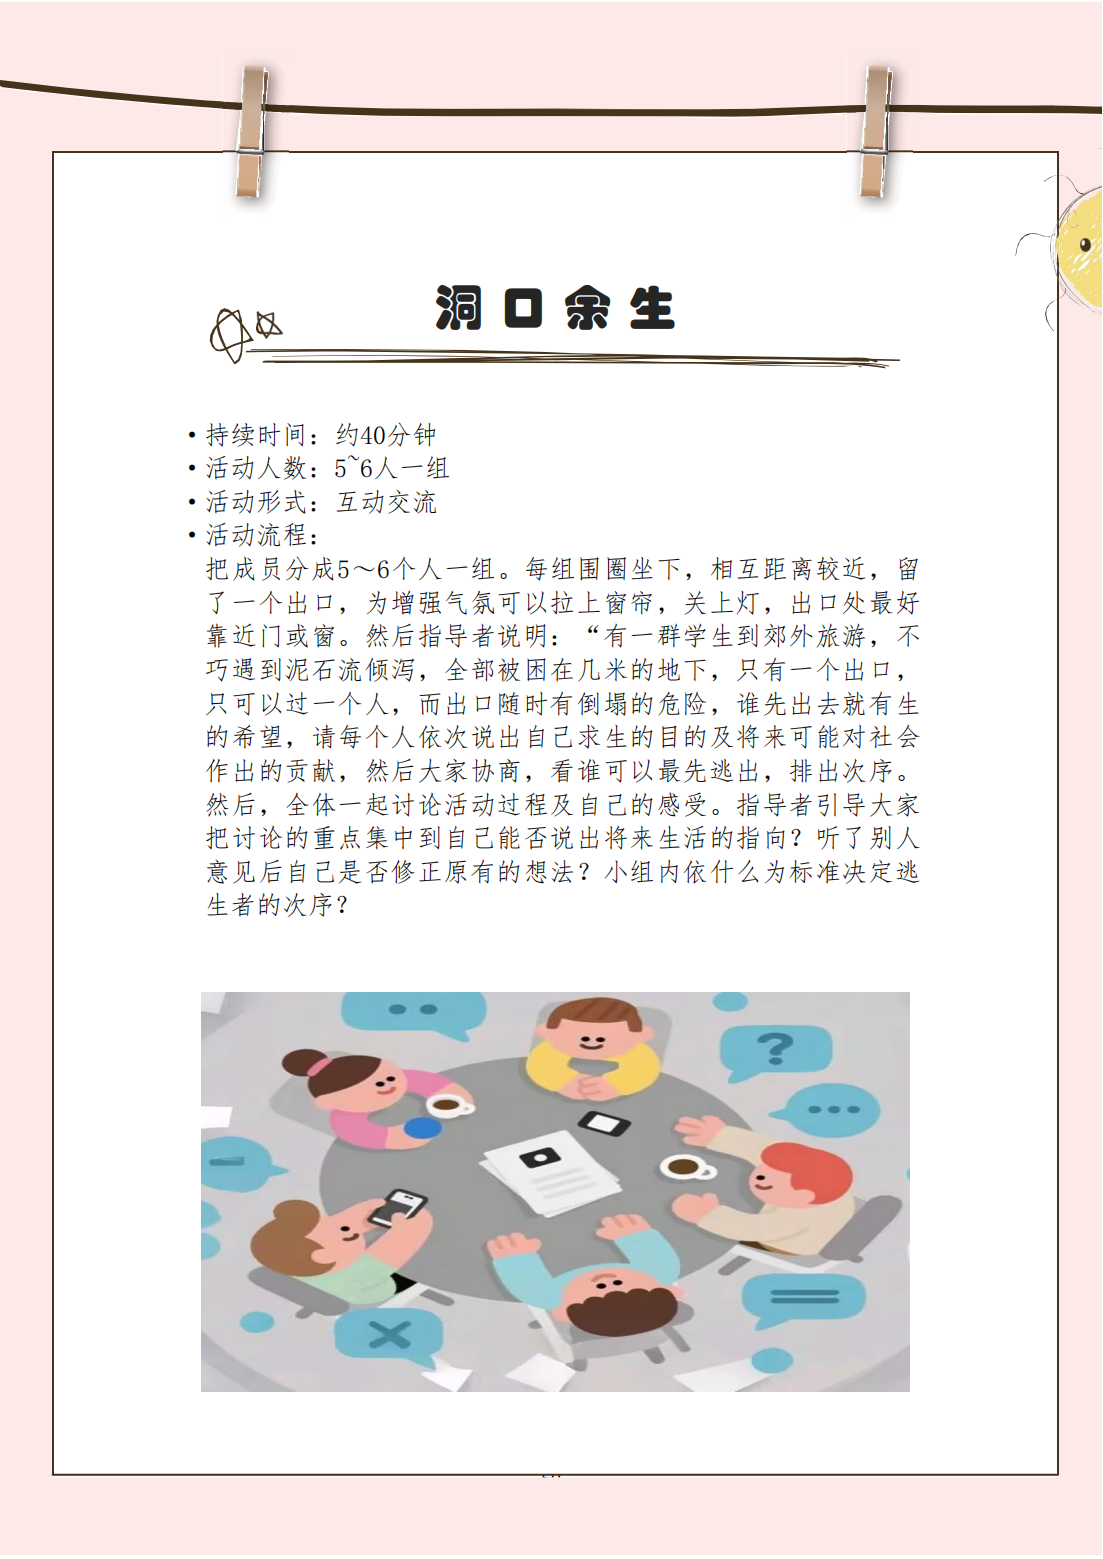 洞口余生
•持续时间：约40分钟
•活动人数：5~6人一组
•活动形式：互动交流
•活动流程：
把成员分成5～6个人一组。每组围圈坐下，相互距离较近，留
了一个出口，为增强气氛可以拉上窗帘，关上灯，出口处最好
靠近门或窗。然后指导者说明：“有一群学生到郊外旅游，不
巧遇到泥石流倾泻，全部被困在几米的地下，只有一个出口，
只可以过一个人，而出口随时有倒塌的危险，谁先出去就有生
的希望，请每个人依次说出自己求生的目的及将来可能对社会
作出的贡献，然后大家协商，看谁可以最先逃出，排出次序。
然后，全体一起讨论活动过程及自己的感受。指导者引导大家
把讨论的重点集中到自己能否说出将来生活的指向？听了别人
意见后自己是否修正原有的想法？小组内依什么为标准决定逃
生者的次序？
?